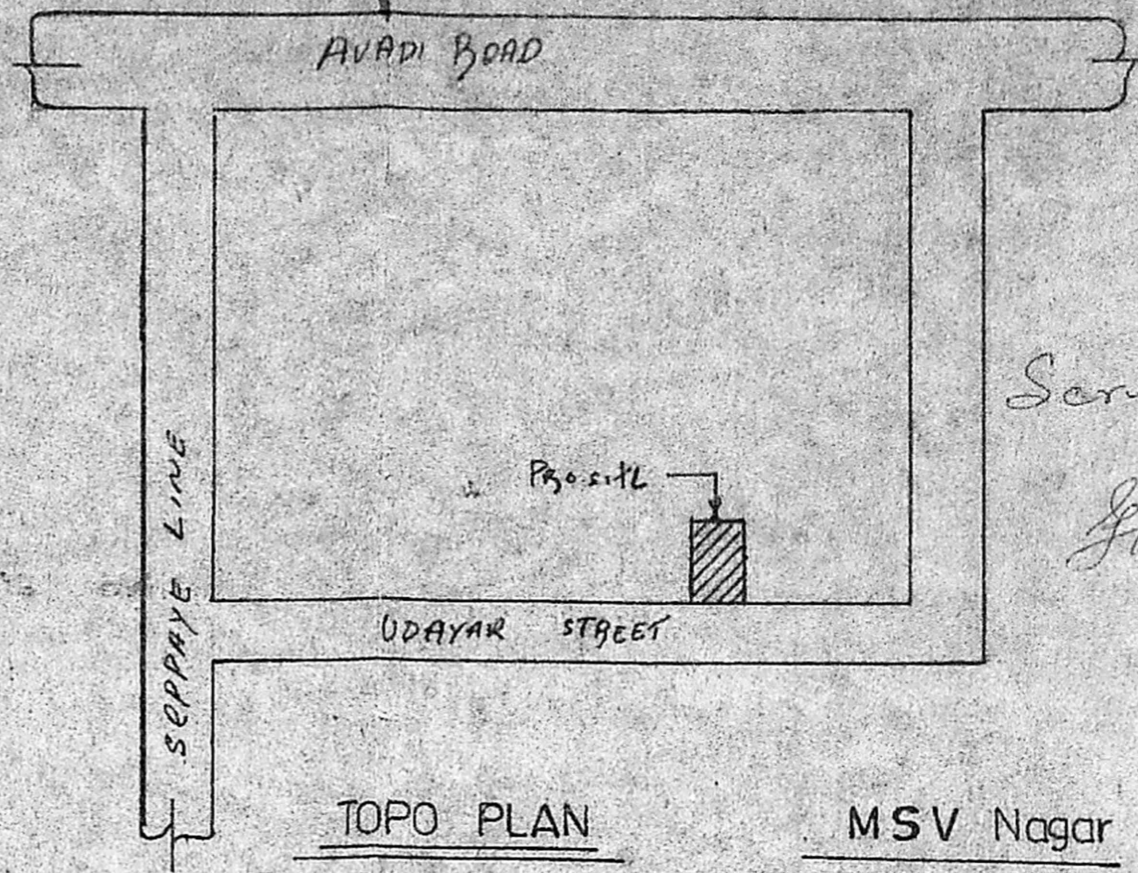 AVADI ROAD
SEPPAYE LINE
Pro.site
UDAYAR STREET
TOPO PLAN
MSV Nagar